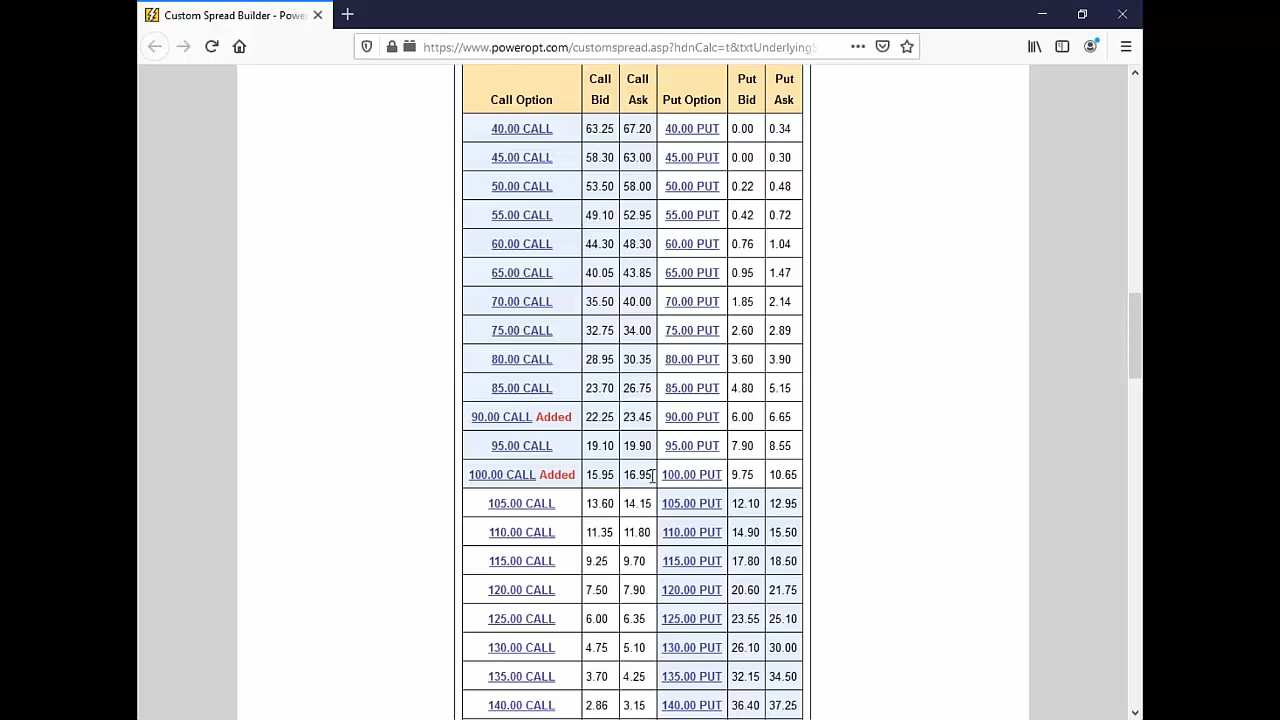 Custom Spread Builder - Powe
https://www.poweropt.com/customspread.asp?hdnCalc=t&txtUnderlyingS
Call Option Call Bid Call Ask Put Option Put Bid Put Ask
40.00 CALL 63.25 67.20 40.00 PUT 0.00 0.34
45.00 CALL 58.30 63.00 45.00 PUT 0.00 0.30
50.00 CALL 53.50 58.00 50.00 PUT 0.22 0.48
55.00 CALL 49.10 52.95 55.00 PUT 0.42 0.72
60.00 CALL 44.30 48.30 60.00 PUT 0.76 1.04
65.00 CALL 40.05 43.85 65.00 PUT 0.95 1.47
70.00 CALL 35.50 40.00 70.00 PUT 1.85 2.14
75.00 CALL 32.75 34.00 75.00 PUT 2.60 2.89
80.00 CALL 28.95 30.35 80.00 PUT 3.60 3.90
85.00 CALL 23.70 26.75 85.00 PUT 4.80 5.15
90.00 CALL Added 22.25 23.45 90.00 PUT 6.00 6.65
95.00 CALL 19.10 19.90 95.00 PUT 7.90 8.55
100.00 CALL Added 15.95 16.95 100.00 PUT 9.75 10.65
105.00 CALL 13.60 14.15 105.00 PUT 12.10 12.95
110.00 CALL 11.35 11.80 110.00 PUT 14.90 15.50
115.00 CALL 9.25 9.70 115.00 PUT 17.80 18.50
120.00 CALL 7.50 7.90 120.00 PUT 20.60 21.75
125.00 CALL 6.00 6.35 125.00 PUT 23.55 25.10
130.00 CALL 4.75 5.10 130.00 PUT 26.10 30.00
135.00 CALL 3.70 4.25 135.00 PUT 32.15 34.50
140.00 CALL 2.86 3.15 140.00 PUT 36.40 37.25